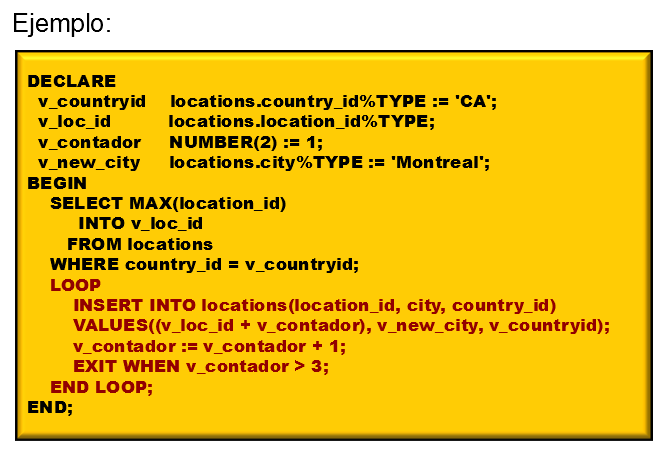 Ejemplo:
DECLARE
v_countryid locations.country_id%TYPE := 'CA';
v_loc_id locations.location_id%TYPE;
v_contador NUMBER(2) := 1;
v_new_city locations.city%TYPE := 'Montreal';
BEGIN
SELECT MAX(location_id)
INTO v_loc_id
FROM locations
WHERE country_id = v_countryid;
LOOP
INSERT INTO locations(location_id, city, country_id)
VALUES((v_loc_id + v_contador), v_new_city, v_countryid);
v_contador := v_contador + 1;
EXIT WHEN v_contador > 3;
END LOOP;
END;